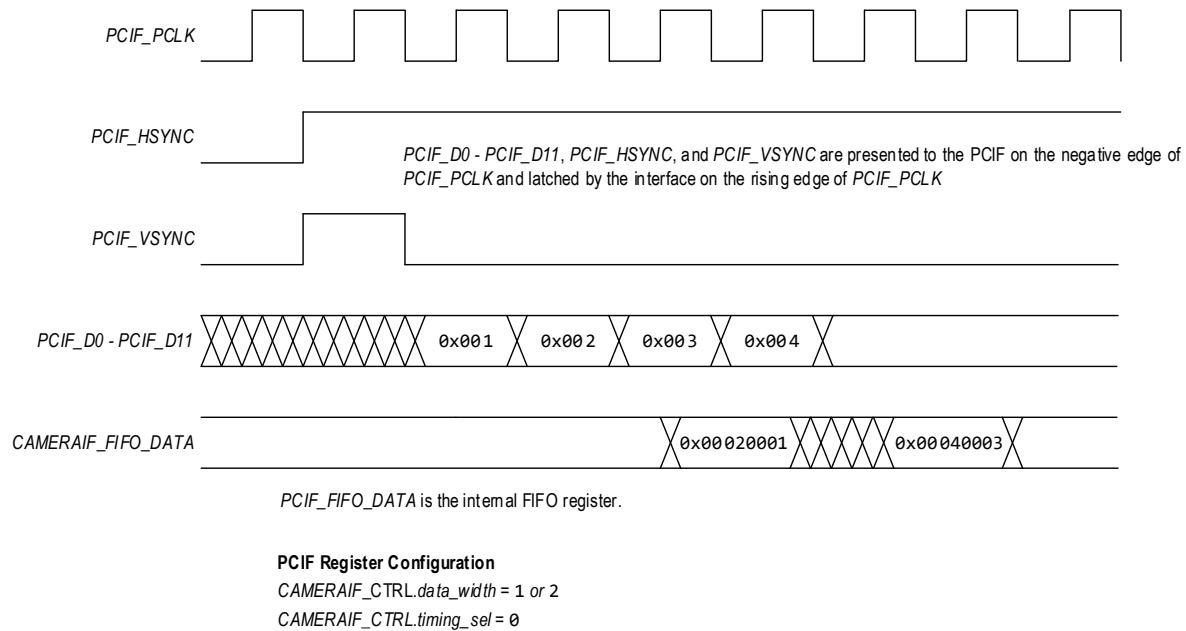 PCIF_PCLK
PCIF_HSYNC
PCIF_D0 - PCIF_D11, PCIF_HSYNC, and PCIF_VSYNC are presented to the PCIF on the negative edge of
PCIF_PCLK and latched by the interface on the rising edge of PCIF_PCLK
PCIF_VSYNC
PCIF_D0 - PCIF_D11 0x001 0x002 0x003 0x004
CAMERAIF_FIFO_DATA 0x00020001 0x00040003
PCIF_FIFO_DATA is the internal FIFO register.
PCIF Register Configuration
CAMERAIF_CTRL.data_width = 1 or 2
CAMERAIF_CTRL.timing_sel = 0